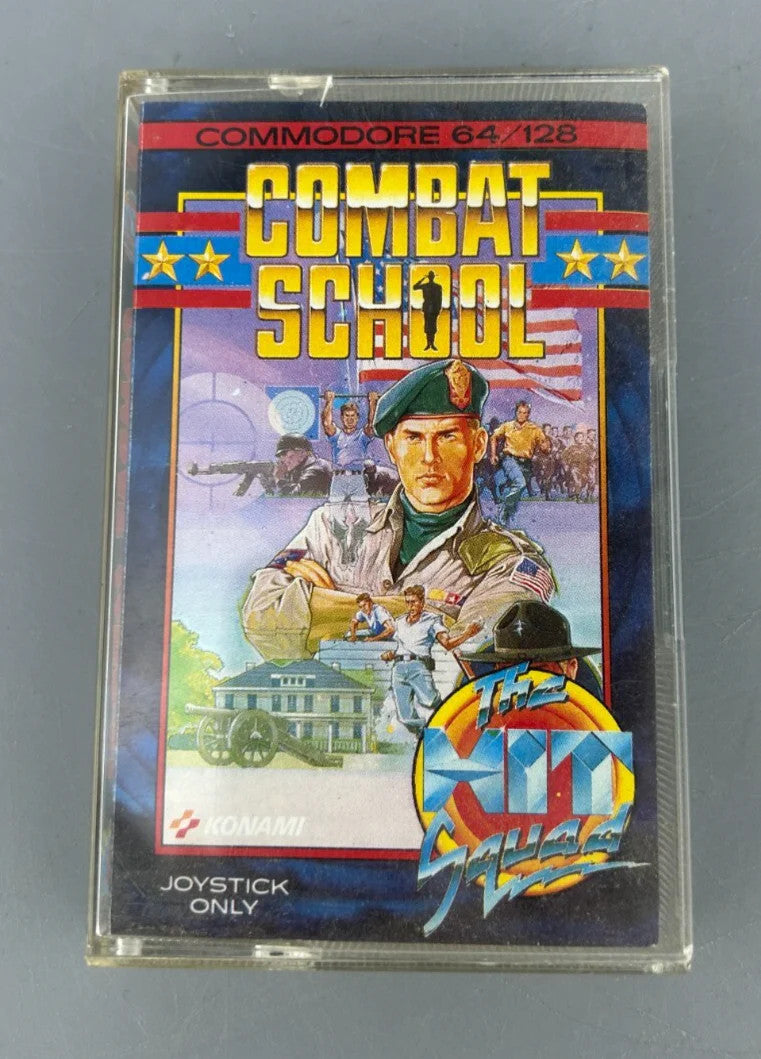 COMMODORE 64/128
COMBAT
SCHOOL
The
HIT
Squad
KONAMI
JOYSTICK
ONLY